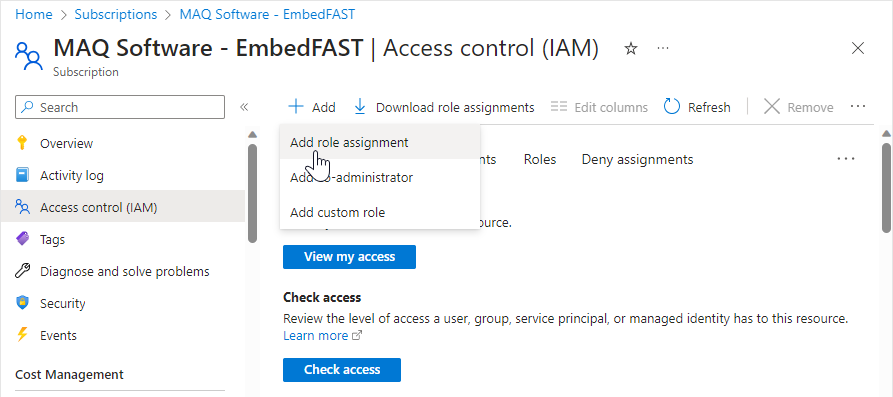 Home > Subscriptions > MAQ Software - EmbedFAST
MAQ Software - EmbedFAST | Access control (IAM)
Subscription
Search
Add
Download role assignments
Edit columns
Refresh
Remove
Overview
Activity log
Access control (IAM)
Tags
Diagnose and solve problems
Security
Events
Cost Management
Add role assignment
administrator
Add custom role
Roles
Deny assignments
View my access
Check access
Review the level of access a user, group, service principal, or managed identity has to this resource.
Learn more
Check access